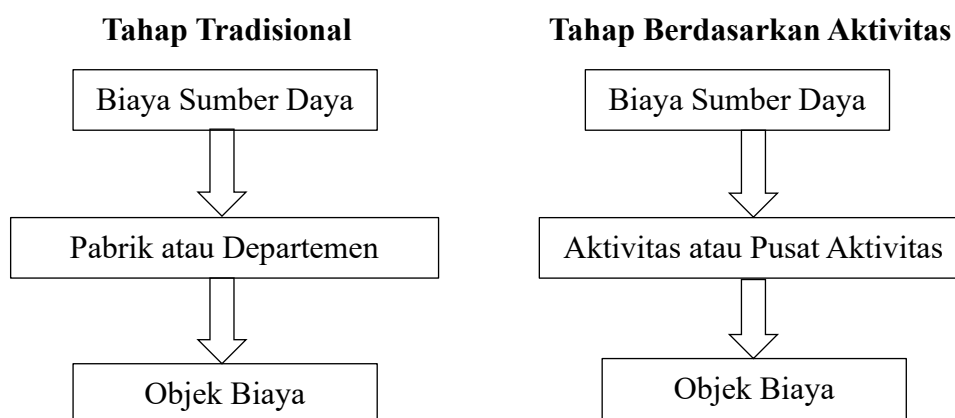 Tahap Tradisional
Biaya Sumber Daya
Pabrik atau Departemen
Objek Biaya
Tahap Berdasarkan Aktivitas
Biaya Sumber Daya
Aktivitas atau Pusat Aktivitas
Objek Biaya